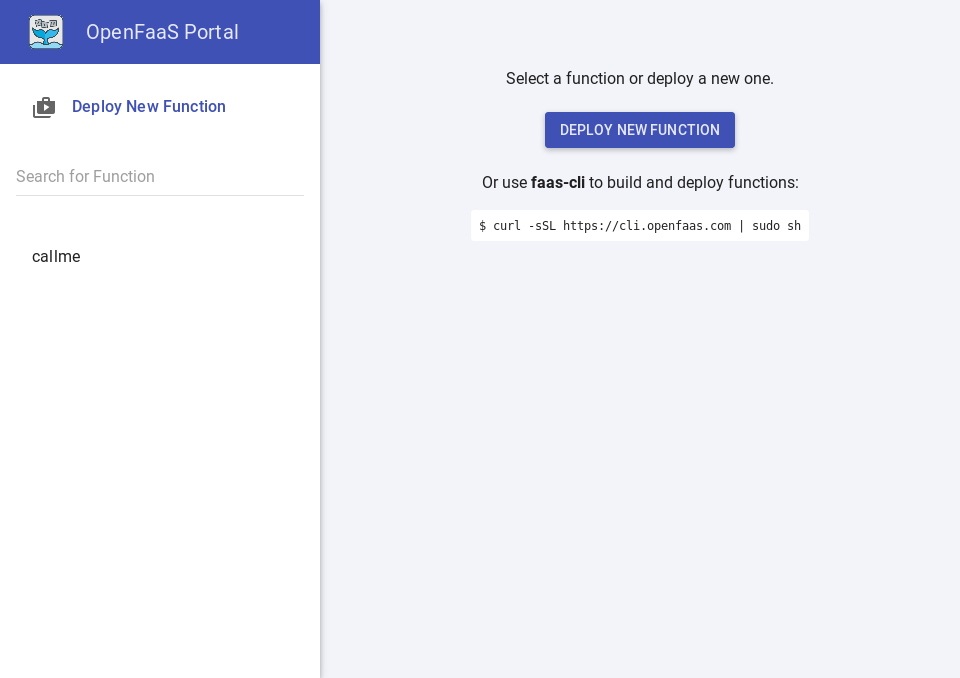 OpenFaaS Portal
Deploy New Function
Search for Function
callme
Select a function or deploy a new one.
DEPLOY NEW FUNCTION
Or use faas-cli to build and deploy functions:
$ curl -sSL https://cli.openfaas.com | sudo sh